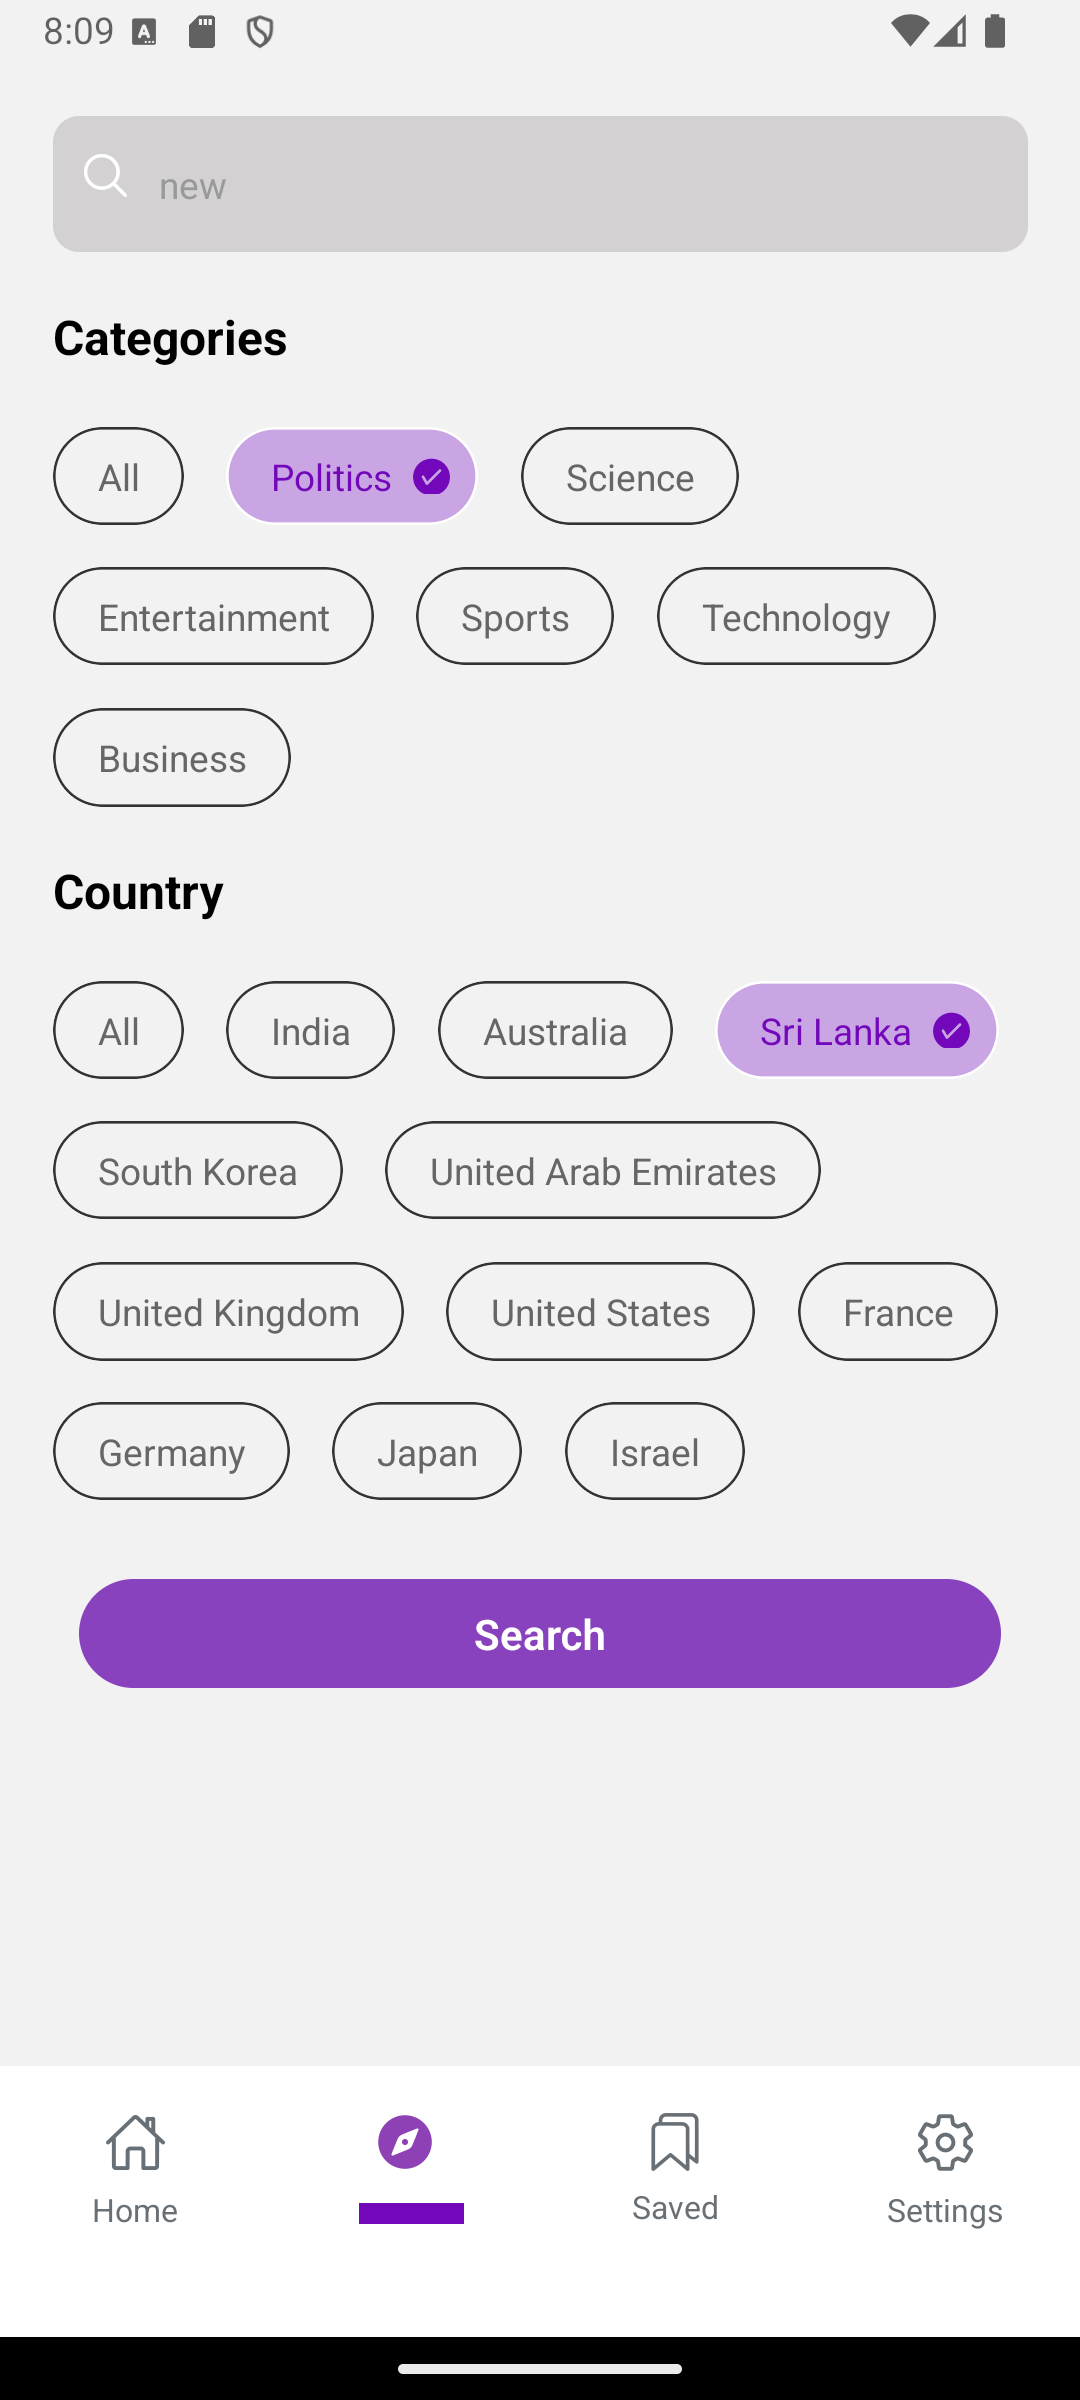 8:09
new
Categories
All Politics Science
Entertainment Sports Technology
Business
Country
All India Australia Sri Lanka
South Korea United Arab Emirates
United Kingdom United States France
Germany Japan Israel
Search
Home Saved Settings